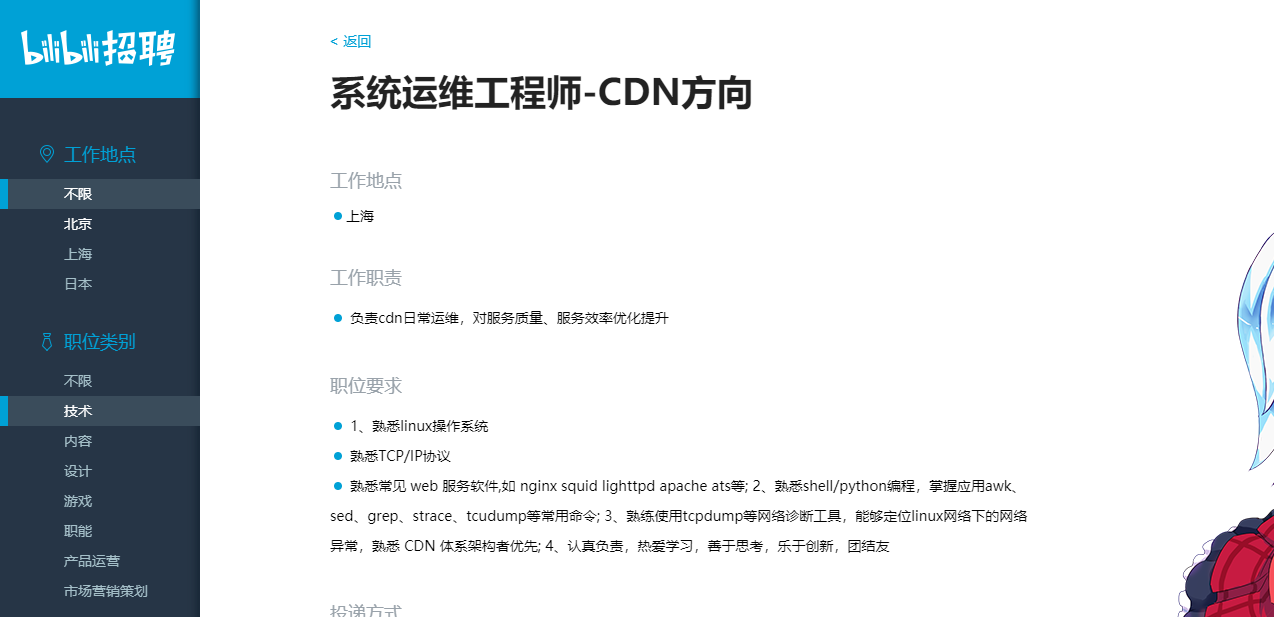 bilibili招聘
工作地点
不限
北京
上海
日本
职位类别
不限
技术
内容
设计
游戏
职能
产品运营
市场营销策划
< 返回
系统运维工程师-CDN方向
工作地点
上海
工作职责
负责cdn日常运维，对服务质量、服务效率优化提升
职位要求
1、熟悉linux操作系统
熟悉TCP/IP协议
熟悉常见 web 服务软件,如 nginx squid lighttpd apache ats等; 2、熟悉shell/python编程，掌握应用awk、
sed、grep、strace、tcudump等常用命令; 3、熟练使用tcpdump等网络诊断工具，能够定位linux网络下的网络
异常，熟悉 CDN 体系架构者优先; 4、认真负责，热爱学习，善于思考，乐于创新，团结友
投递方式